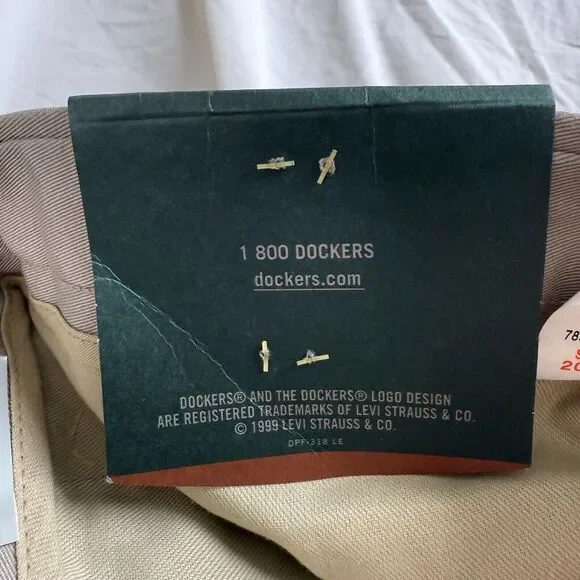 1 800 DOCKERS
dockers.com
DOCKERS® AND THE DOCKERS® LOGO DESIGN
ARE REGISTERED TRADEMARKS OF LEVI STRAUSS & CO.
© 1999 LEVI STRAUSS & CO.
DPF-318 LE